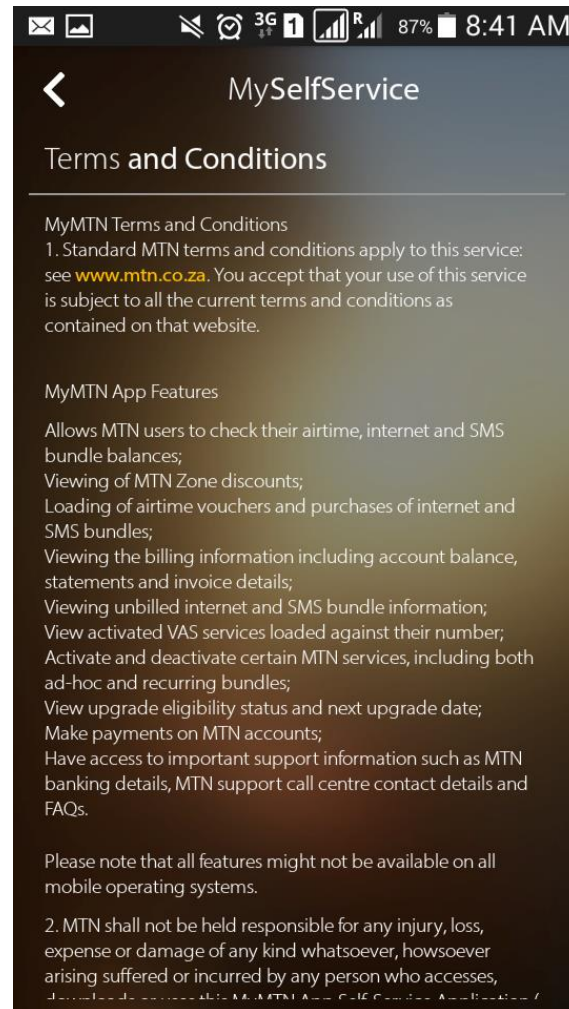 3G 1 R 87% 8:41 AM
MySelfService
Terms and Conditions
MyMTN Terms and Conditions
1. Standard MTN terms and conditions apply to this service:
see www.mtn.co.za. You accept that your use of this service
is subject to all the current terms and conditions as
contained on that website.
MyMTN App Features
Allows MTN users to check their airtime, internet and SMS
bundle balances;
Viewing of MTN Zone discounts;
Loading of airtime vouchers and purchases of internet and
SMS bundles;
Viewing the billing information including account balance,
statements and invoice details;
Viewing unbilled internet and SMS bundle information;
View activated VAS services loaded against their number;
Activate and deactivate certain MTN services, including both
ad-hoc and recurring bundles;
View upgrade eligibility status and next upgrade date;
Make payments on MTN accounts;
Have access to important support information such as MTN
banking details, MTN support call centre contact details and
FAQs.
Please note that all features might not be available on all
mobile operating systems.
2. MTN shall not be held responsible for any injury, loss,
expense or damage of any kind whatsoever, howsoever
arising suffered or incurred by any person who accesses,
downloads or uses this MyMTN App Self Service Application (